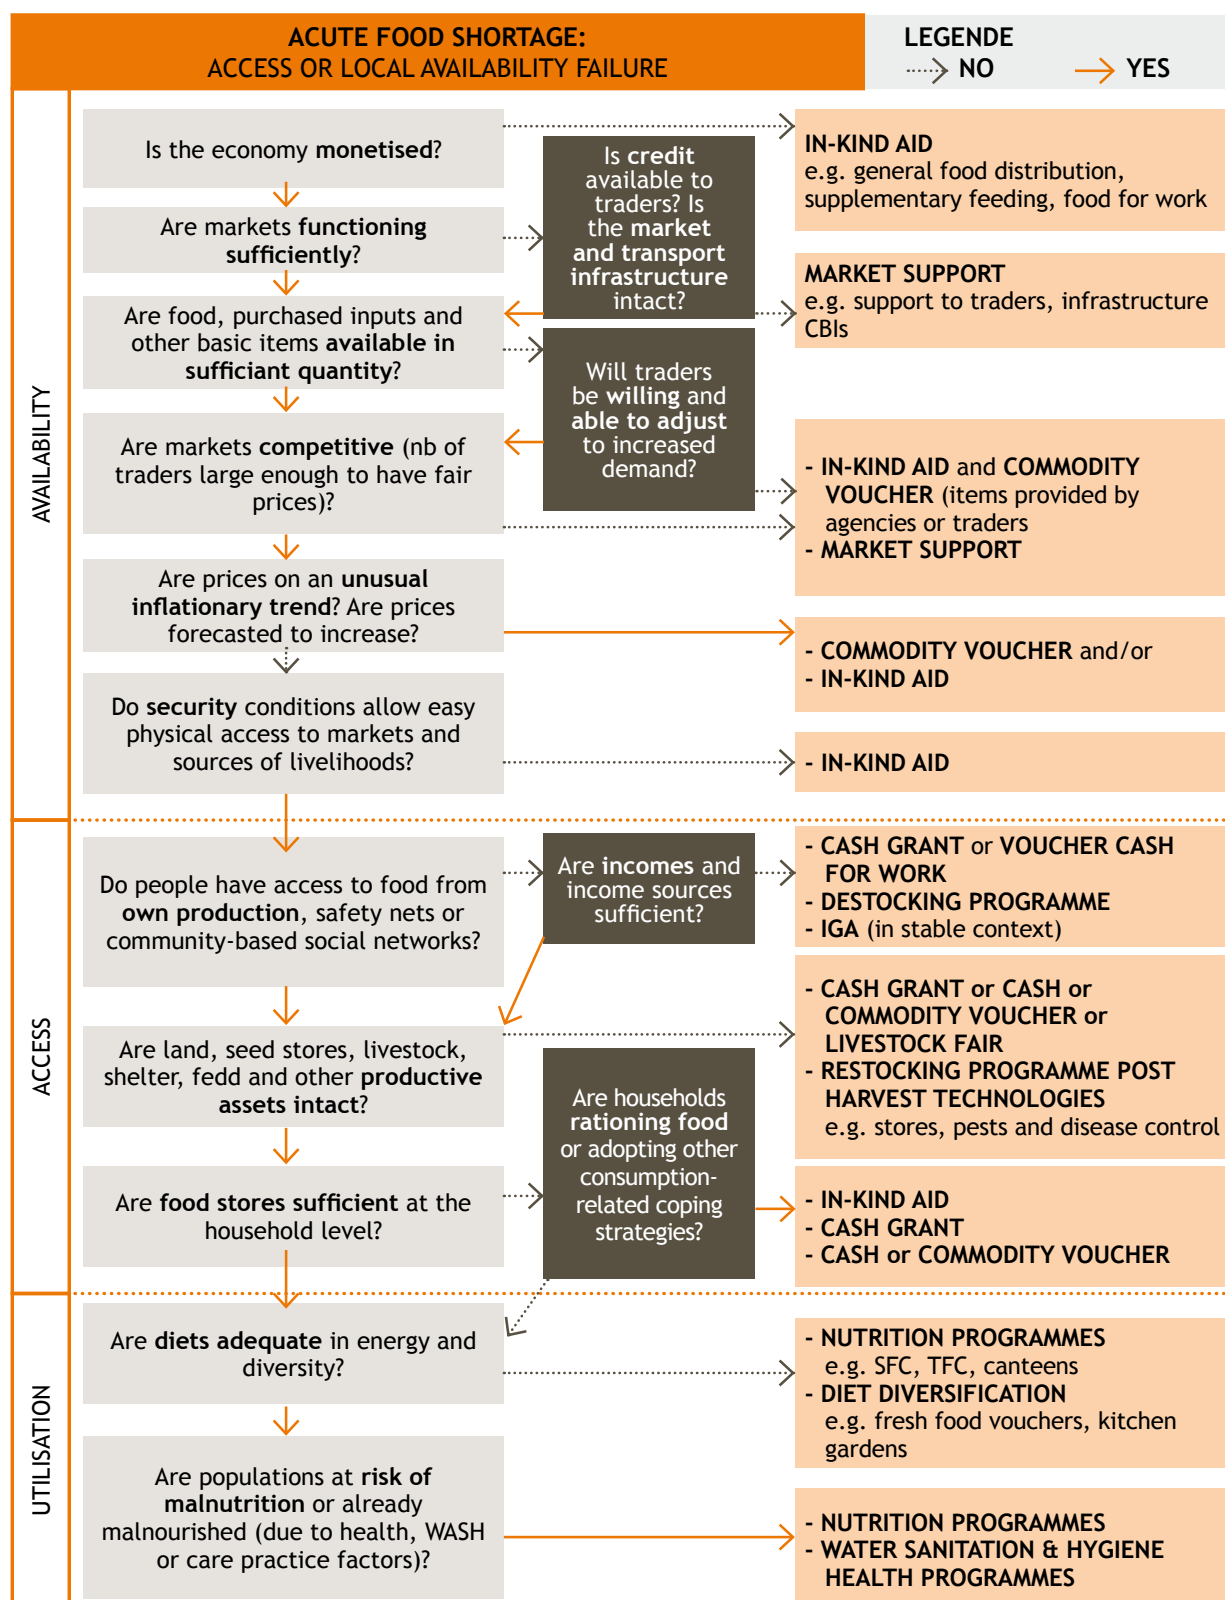 ACUTE FOOD SHORTAGE:
ACCESS OR LOCAL AVAILABILITY FAILURE
LEGENDE
NO
YES
AVAILABILITY
Is the economy monetised?
Are markets functioning
sufficiently?
Are food, purchased inputs and
other basic items available in
sufficiant quantity?
Are markets competitive (nb of
traders large enough to have fair
prices)?
Are prices on an unusual
inflationary trend? Are prices
forecasted to increase?
Do security conditions allow easy
physical access to markets and
sources of livelihoods?
Is credit
available to
traders? Is
the market
and transport
infrastructure
intact?
Will traders
be willing and
able to adjust
to increased
demand?
IN-KIND AID
e.g. general food distribution,
supplementary feeding, food for work
MARKET SUPPORT
e.g. support to traders, infrastructure
CBIs
- IN-KIND AID and COMMODITY
VOUCHER (items provided by
agencies or traders
- MARKET SUPPORT
- COMMODITY VOUCHER and/or
- IN-KIND AID
- IN-KIND AID
ACCESS
Do people have access to food from
own production, safety nets or
community-based social networks?
Are land, seed stores, livestock,
shelter, fedd and other productive
assets intact?
Are food stores sufficient at the
household level?
Are incomes and
income sources
sufficient?
Are households
rationing food
or adopting other
consumption-
related coping
strategies?
- CASH GRANT or VOUCHER CASH
FOR WORK
- DESTOCKING PROGRAMME
- IGA (in stable context)
- CASH GRANT or CASH or
COMMODITY VOUCHER or
LIVESTOCK FAIR
- RESTOCKING PROGRAMME POST
HARVEST TECHNOLOGIES
e.g. stores, pests and disease control
- IN-KIND AID
- CASH GRANT
- CASH or COMMODITY VOUCHER
UTILISATION
Are diets adequate in energy and
diversity?
Are populations at risk of
malnutrition or already
malnourished (due to health, WASH
or care practice factors)?
- NUTRITION PROGRAMMES
e.g. SFC, TFC, canteens
- DIET DIVERSIFICATION
e.g. fresh food vouchers, kitchen
gardens
- NUTRITION PROGRAMMES
- WATER SANITATION & HYGIENE
HEALTH PROGRAMMES